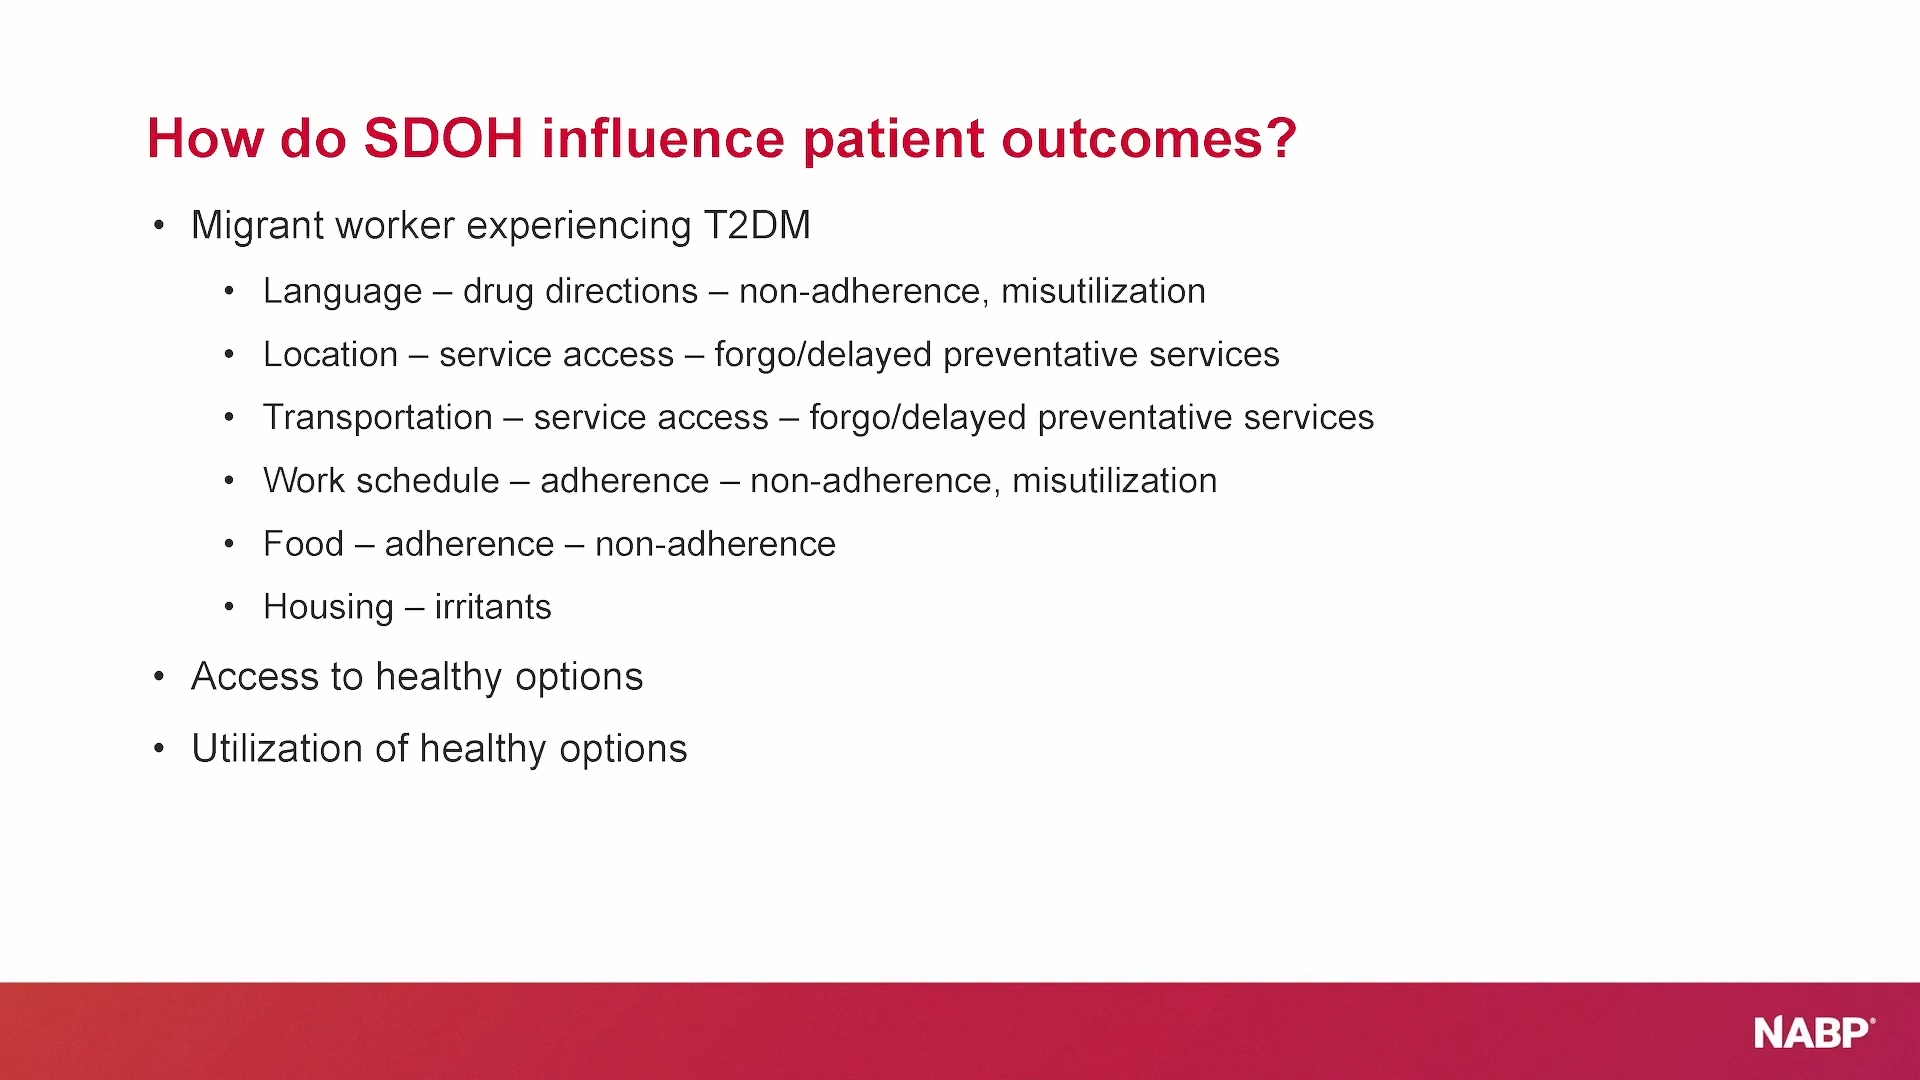 How do SDOH influence patient outcomes?
• Migrant worker experiencing T2DM
• Language – drug directions – non-adherence, misutilization
• Location – service access – forgo/delayed preventative services
• Transportation – service access – forgo/delayed preventative services
• Work schedule – adherence – non-adherence, misutilization
• Food – adherence – non-adherence
• Housing – irritants
• Access to healthy options
• Utilization of healthy options
NABP®